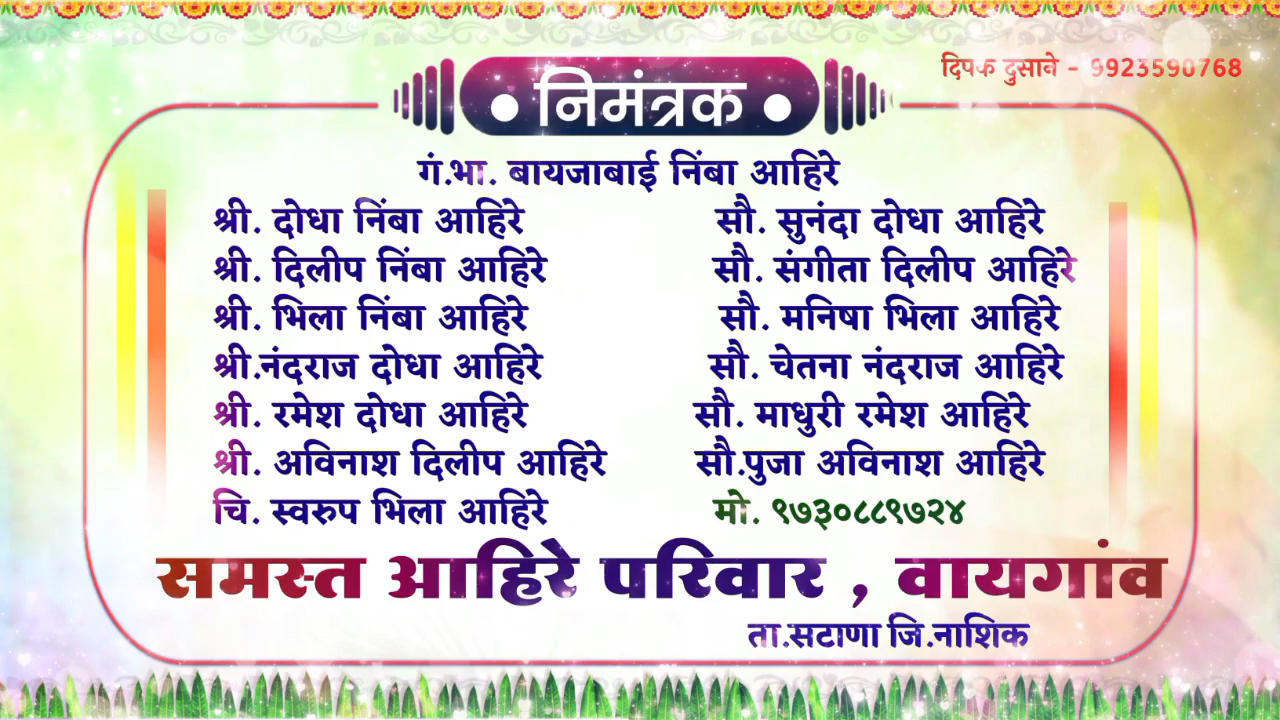 दिपक दुसाने - 9923590768
• निमंत्रक •
गं.भा. बायजाबाई निंबा आहिरे
श्री. दोधा निंबा आहिरे सौ. सुनंदा दोधा आहिरे
श्री. दिलीप निंबा आहिरे सौ. संगीता दिलीप आहिरे
श्री. भिला निंबा आहिरे सौ. मनिषा भिला आहिरे
श्री.नंदराज दोधा आहिरे सौ. चेतना नंदराज आहिरे
श्री. रमेश दोधा आहिरे सौ. माधुरी रमेश आहिरे
श्री. अविनाश दिलीप आहिरे सौ.पुजा अविनाश आहिरे
चि. स्वरुप भिला आहिरे मो. ९७३०८८९७२४
समस्त आहिरे परिवार , वायगांव
ता.सटाणा जि.नाशिक